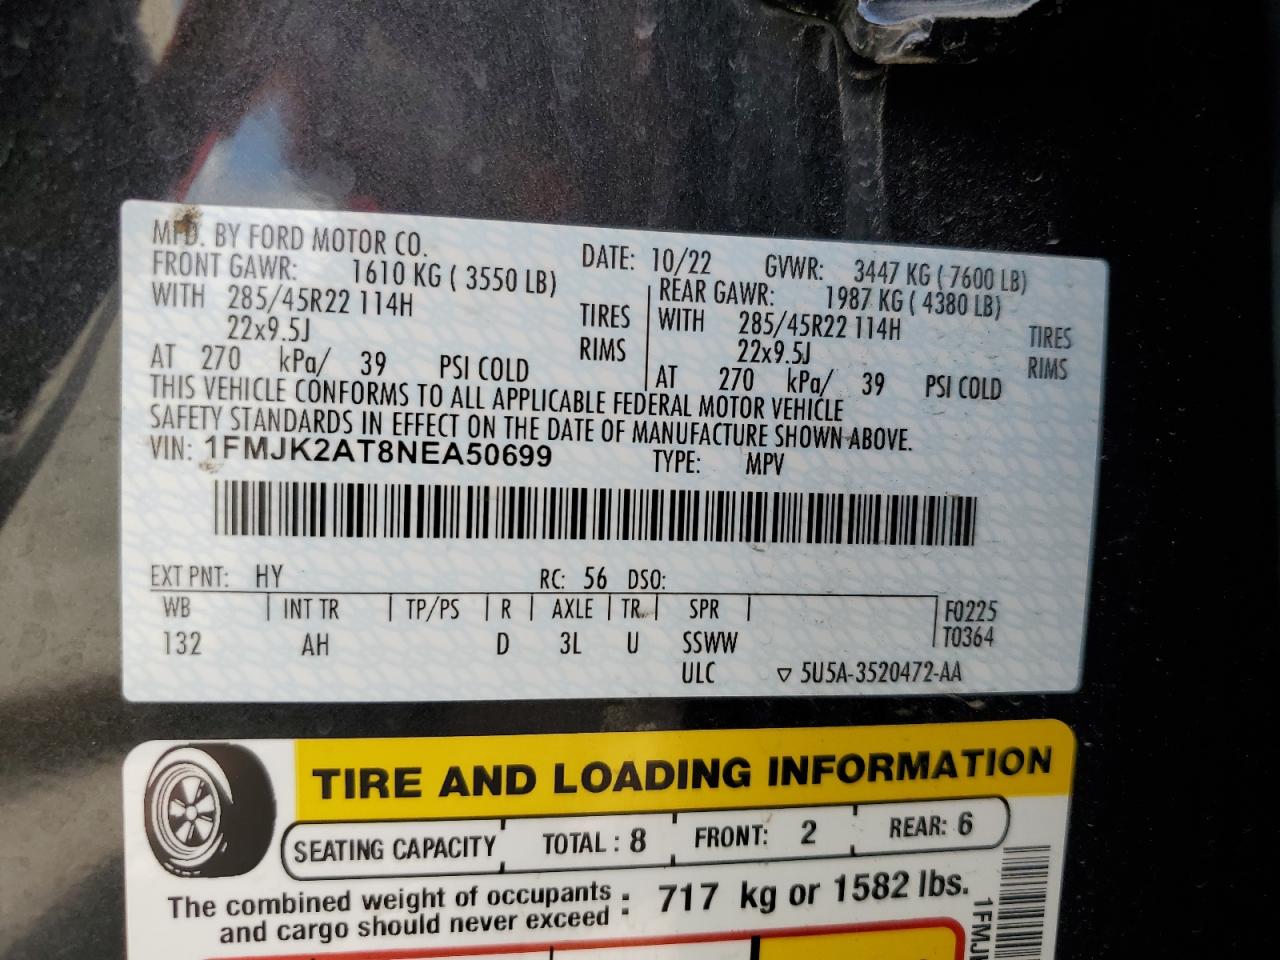 MFD. BY FORD MOTOR CO. DATE: 10/22 GVWR: 3447 KG ( 7600 LB)
FRONT GAWR: 1610 KG ( 3550 LB) REAR GAWR: 1987 KG ( 4380 LB)
WITH 285/45R22 114H TIRES WITH 285/45R22 114H TIRES
22x9.5J RIMS 22x9.5J RIMS
AT 270 kPa/ 39 PSI COLD AT 270 kPa/ 39 PSI COLD
THIS VEHICLE CONFORMS TO ALL APPLICABLE FEDERAL MOTOR VEHICLE
SAFETY STANDARDS IN EFFECT ON THE DATE OF MANUFACTURE SHOWN ABOVE.
VIN: 1FMJK2AT8NEA50699 TYPE: MPV
EXT PNT: HY RC: 56 DSO:
WB INT TR TP/PS R AXLE TR SPR F0225
132 AH D 3L U SSWW T0364
ULC ▽ 5U5A-3520472-AA
TIRE AND LOADING INFORMATION
SEATING CAPACITY TOTAL : 8 FRONT: 2 REAR: 6
The combined weight of occupants and cargo should never exceed : 717 kg or 1582 lbs.
1FMJ